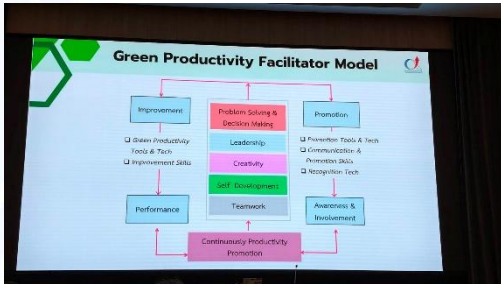 Green Productivity Facilitator Model
Improvement
❑ Green Productivity
Tools & Tech
❑ Improvement Skills
Performance
Problem Solving &
Decision Making
Leadership
Creativity
Self Development
Teamwork
Continuously Productivity
Promotion
Promotion
❑ Prevention Tools & Tech
❑ Communication &
Promotion Skills
❑ Recognition Tech
Awareness &
Involvement